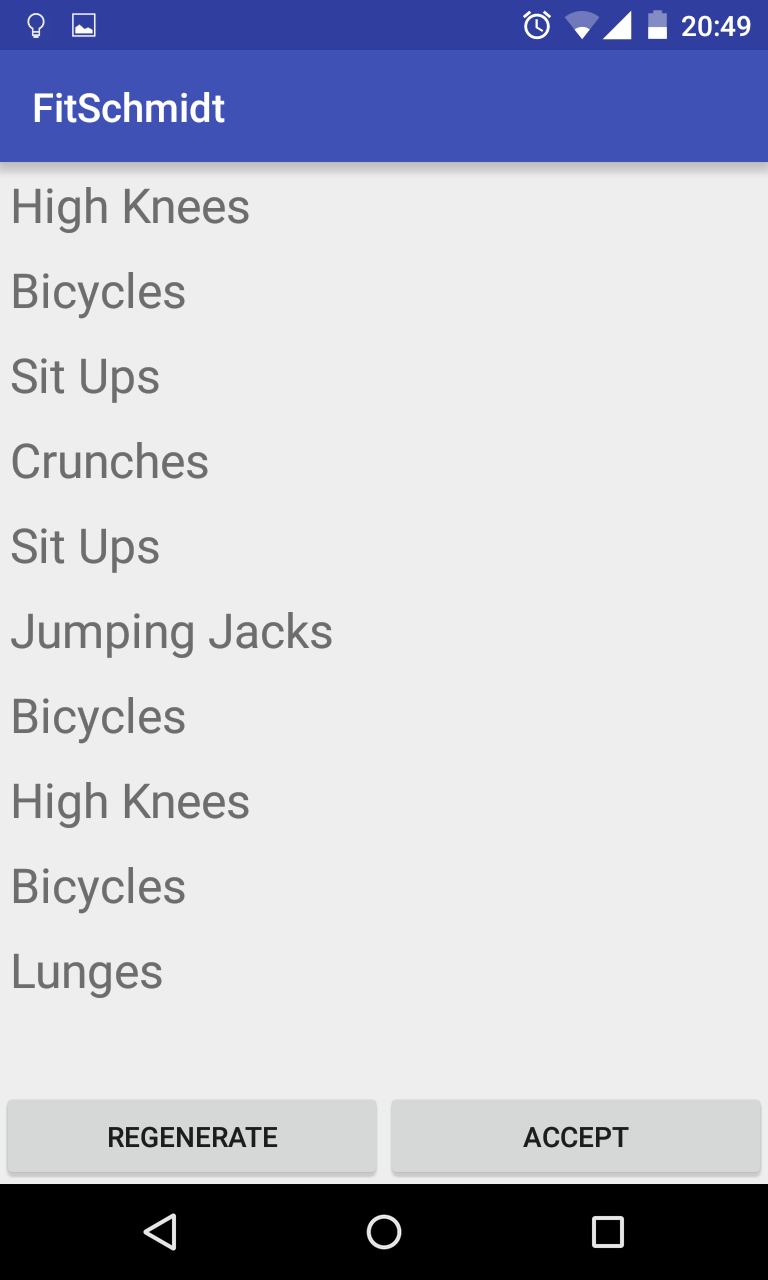 20:49
FitSchmidt
High Knees
Bicycles
Sit Ups
Crunches
Sit Ups
Jumping Jacks
Bicycles
High Knees
Bicycles
Lunges
REGENERATE
ACCEPT